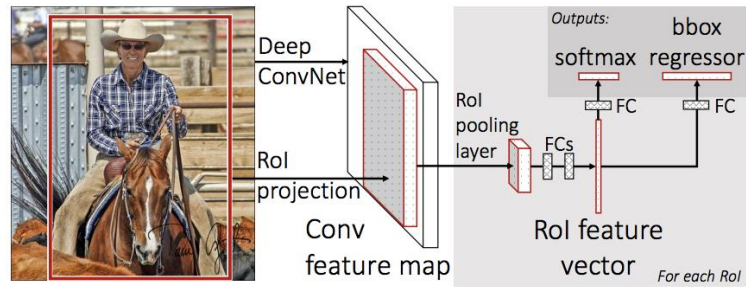 Deep
ConvNet
RoI
projection
Conv
feature map
RoI
pooling
layer
FCs
RoI feature
vector
For each RoI
Outputs:
softmax
bbox
regressor
FC
FC